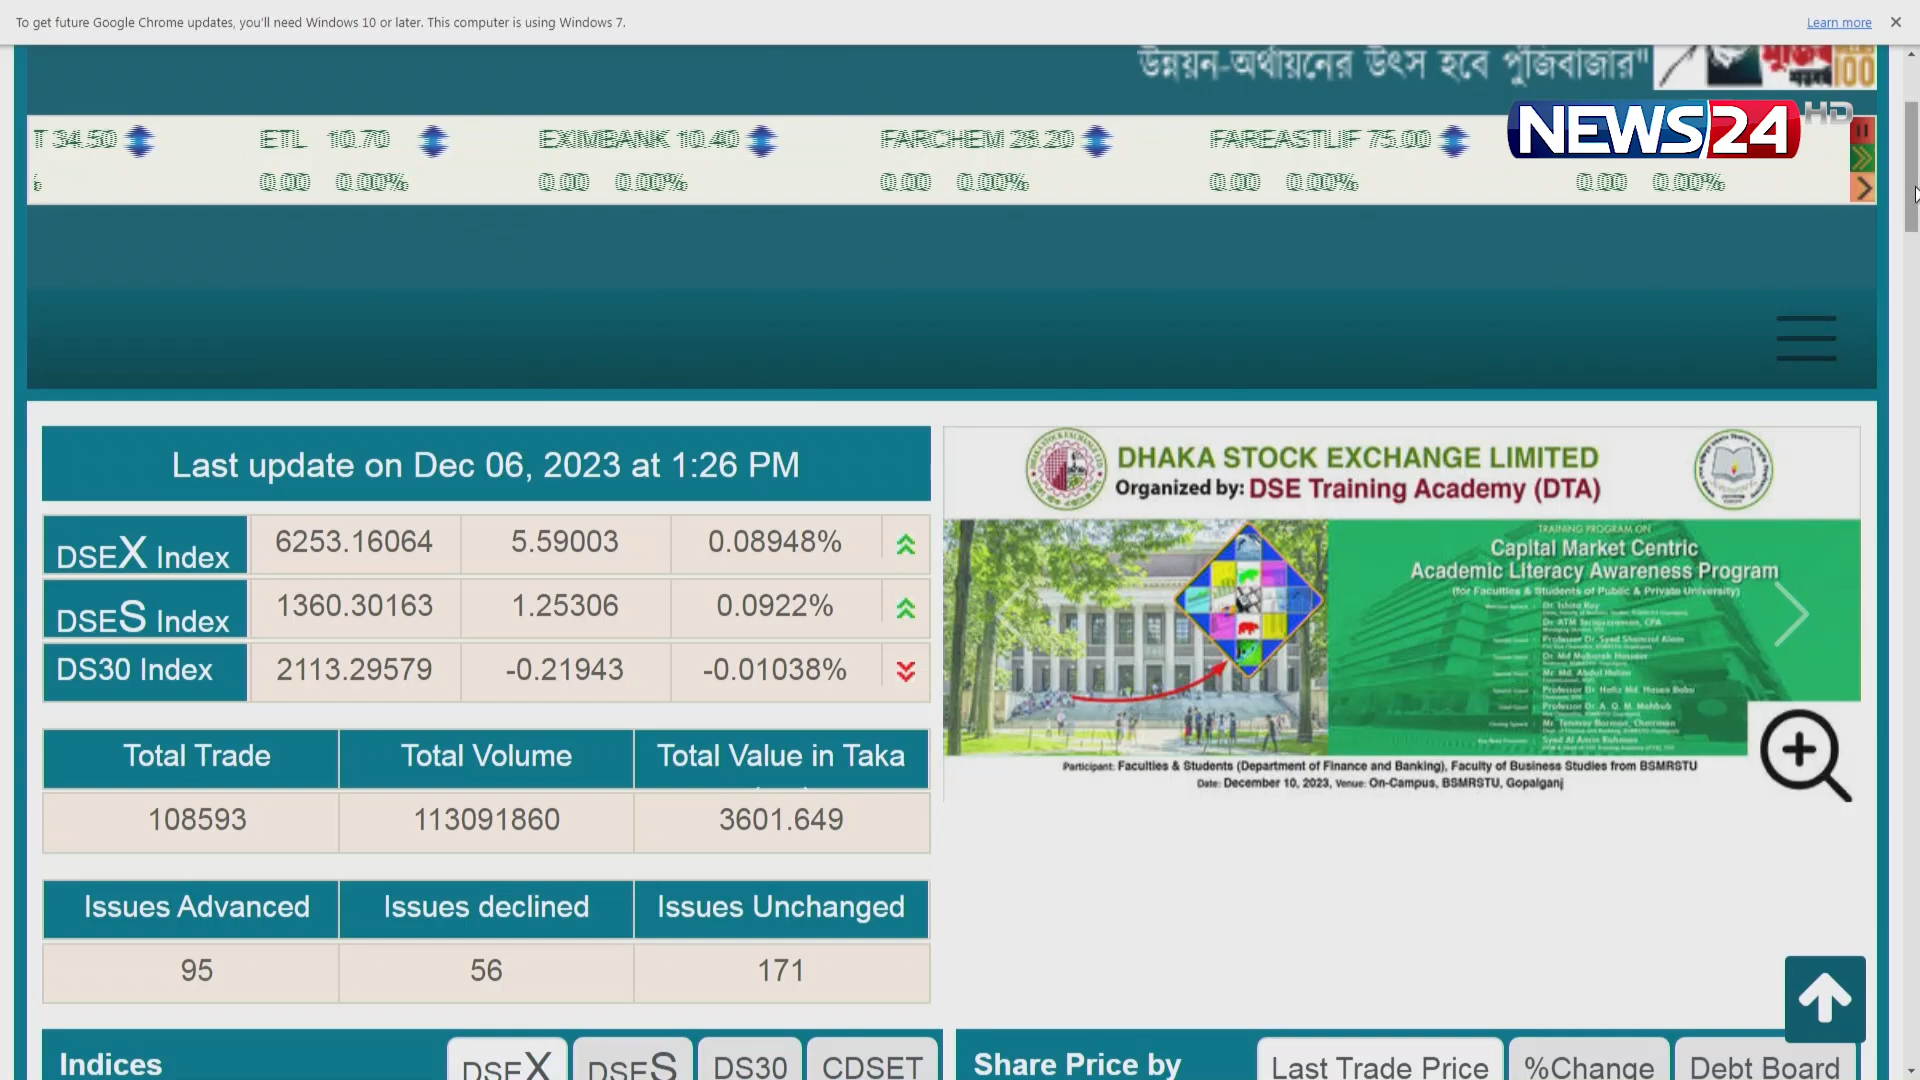 To get future Google Chrome updates, you'll need Windows 10 or later. This computer is using Windows 7.
Learn more
উন্নয়ন-অর্থায়নের উৎস হবে পুঁজিবাজার"
100
NEWS24 HD
T 34.50
ETL 10.70
EXIMBANK 10.40
FARCHEM 28.20
FAREASTLIF 75.00
0.00 0.00%
0.00 0.00%
0.00 0.00%
0.00 0.00%
0.00 0.00%
Last update on Dec 06, 2023 at 1:26 PM
DSEX Index 6253.16064 5.59003 0.08948%
DSES Index 1360.30163 1.25306 0.0922%
DS30 Index 2113.29579 -0.21943 -0.01038%
Total Trade Total Volume Total Value in Taka
108593 113091860 3601.649
Issues Advanced Issues declined Issues Unchanged
95 56 171
DHAKA STOCK EXCHANGE LIMITED
Organized by: DSE Training Academy (DTA)
TRAINING PROGRAM ON
Capital Market Centric
Academic Literacy Awareness Program
(for Faculties & Students of Public & Private University)
Participant: Faculties & Students (Department of Finance and Banking), Faculty of Business Studies from BSMRSTU
Date: December 10, 2023, Venue: On-Campus, BSMRSTU, Gopalganj
Indices DSEX DSES DS30 CDSET
Share Price by Last Trade Price %Change Debt Board